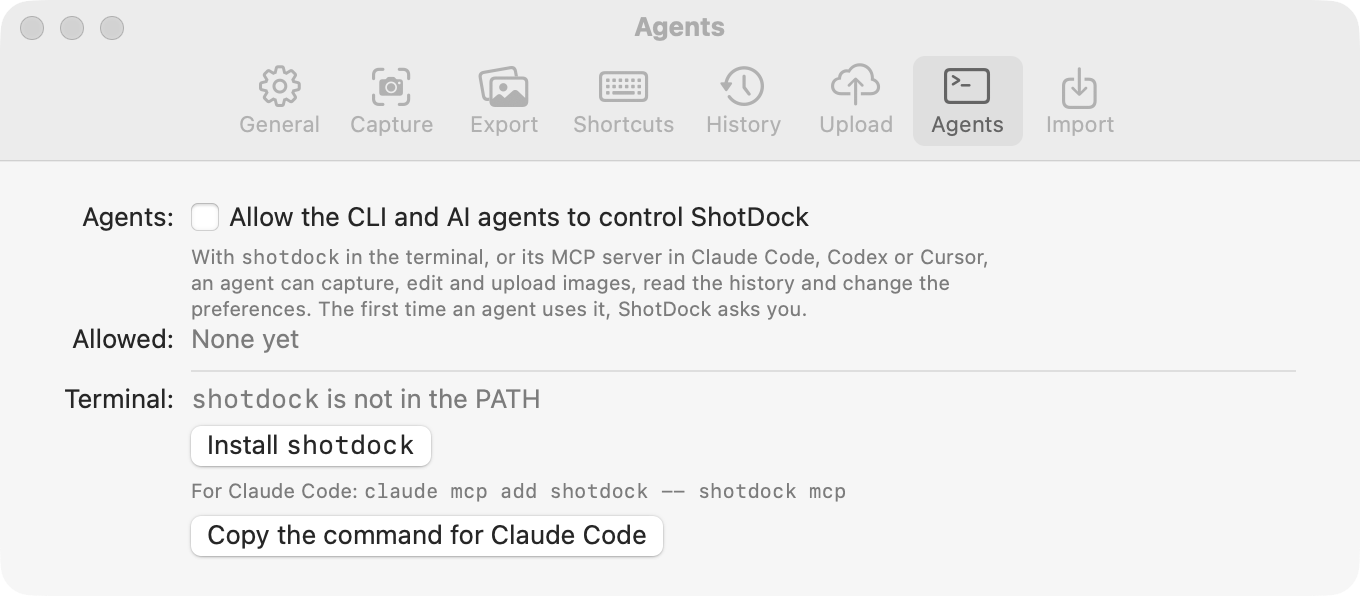 Agents
General
Capture
Export
Shortcuts
History
Upload
Agents
Import
Agents: Allow the CLI and AI agents to control ShotDock
With shotdock in the terminal, or its MCP server in Claude Code, Codex or Cursor,
an agent can capture, edit and upload images, read the history and change the
preferences. The first time an agent uses it, ShotDock asks you.
Allowed: None yet
Terminal: shotdock is not in the PATH
Install shotdock
For Claude Code: claude mcp add shotdock -- shotdock mcp
Copy the command for Claude Code